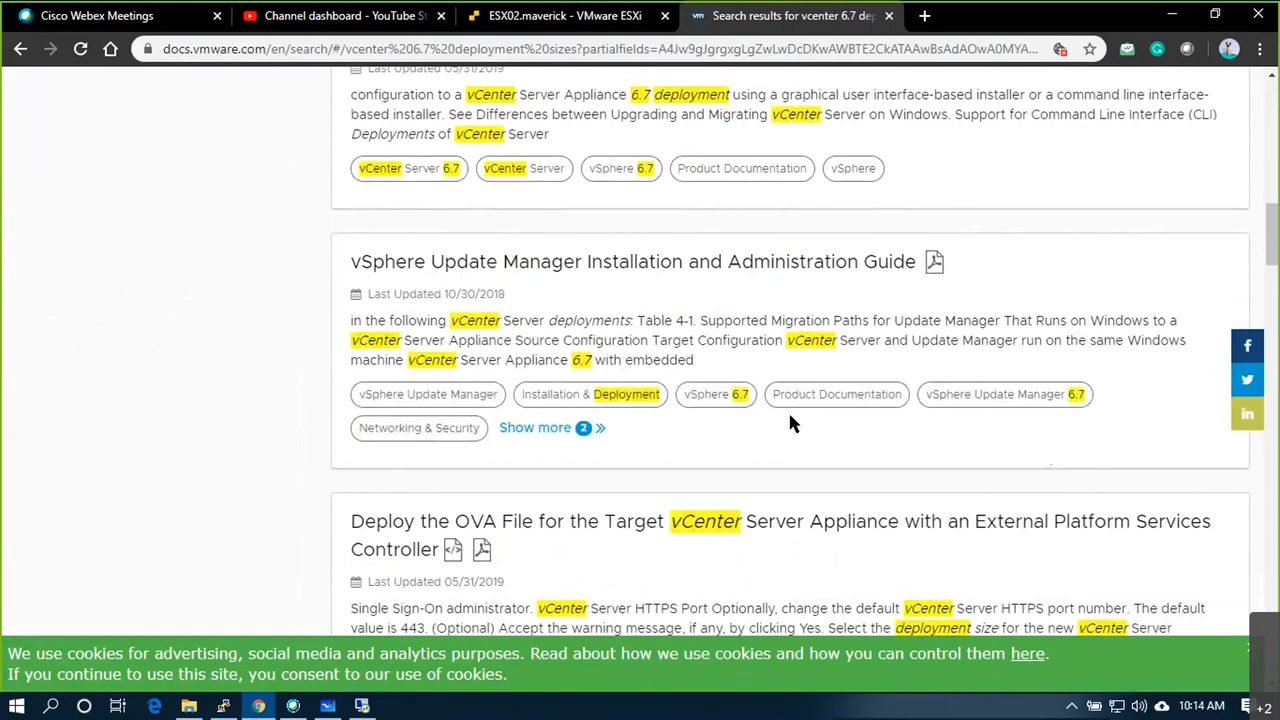 Cisco Webex Meetings
Channel dashboard - YouTube St
ESX02.maverick - VMware ESXi
vm Search results for vcenter 6.7 dep
docs.vmware.com/en/search/#/vcenter%206.7%20deployment%20sizes?partialfields=A4Jw9gJgrgxgLgZwLwDcDKwAWBTE2CkATAAwBsAdAOwA0MYA...
Last Updated 05/31/2019
configuration to a vCenter Server Appliance 6.7 deployment using a graphical user interface-based installer or a command line interface-
based installer. See Differences between Upgrading and Migrating vCenter Server on Windows. Support for Command Line Interface (CLI)
Deployments of vCenter Server
vCenter Server 6.7
vCenter Server
vSphere 6.7
Product Documentation
vSphere
vSphere Update Manager Installation and Administration Guide
Last Updated 10/30/2018
in the following vCenter Server deployments: Table 4-1. Supported Migration Paths for Update Manager That Runs on Windows to a
vCenter Server Appliance Source Configuration Target Configuration vCenter Server and Update Manager run on the same Windows
machine vCenter Server Appliance 6.7 with embedded
vSphere Update Manager
Installation & Deployment
vSphere 6.7
Product Documentation
vSphere Update Manager 6.7
Networking & Security
Show more 2 »
Deploy the OVA File for the Target vCenter Server Appliance with an External Platform Services
Controller
Last Updated 05/31/2019
Single Sign-On administrator. vCenter Server HTTPS Port Optionally, change the default vCenter Server HTTPS port number. The default
value is 443. (Optional) Accept the warning message, if any, by clicking Yes. Select the deployment size for the new vCenter Server
We use cookies for advertising, social media and analytics purposes. Read about how we use cookies and how you can control them here.
If you continue to use this site, you consent to our use of cookies.
10:14 AM
+2